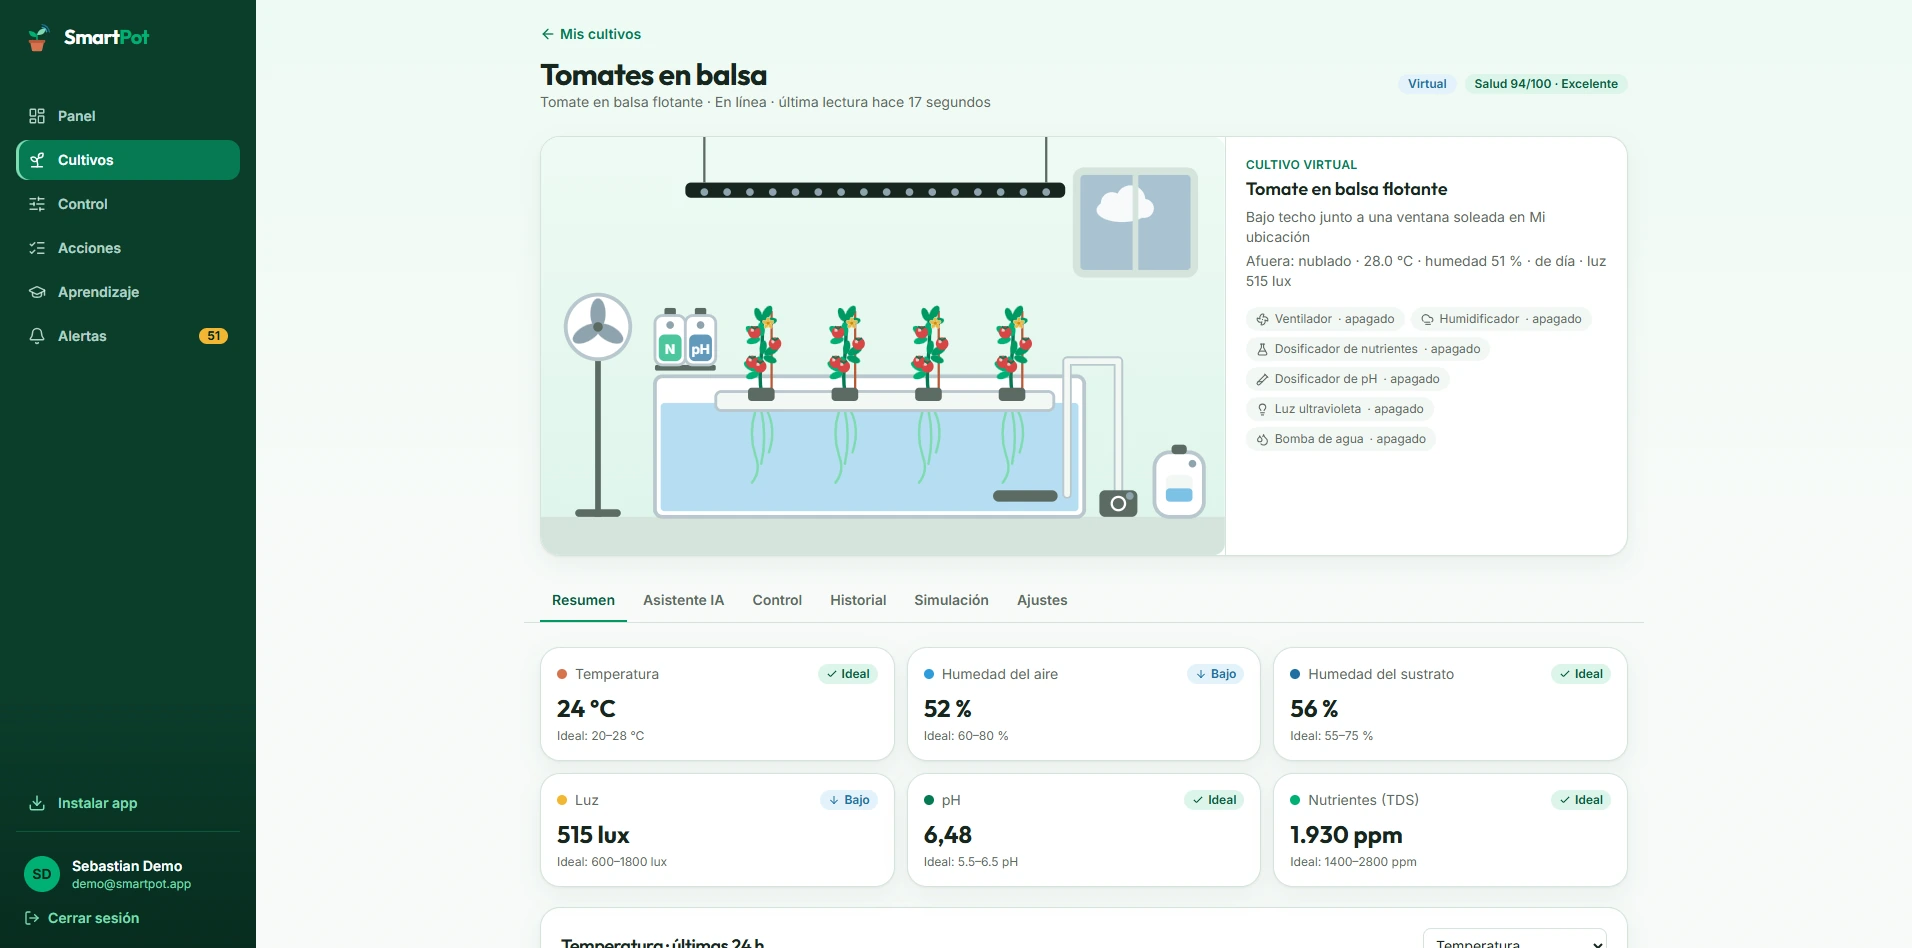 SmartPot
Panel
Cultivos
Control
Acciones
Aprendizaje
Alertas
51
Instalar app
SD
Sebastian Demo
demo@smartpot.app
Cerrar sesión
← Mis cultivos
Tomates en balsa
Tomate en balsa flotante · En línea · última lectura hace 17 segundos
Virtual
Salud 94/100 · Excelente
N
pH
CULTIVO VIRTUAL
Tomate en balsa flotante
Bajo techo junto a una ventana soleada en Mi
ubicación
Afuera: nublado · 28.0 °C · humedad 51 % · de día · luz
515 lux
Ventilador · apagado
Humidificador · apagado
Dosificador de nutrientes · apagado
Dosificador de pH · apagado
Luz ultravioleta · apagado
Bomba de agua · apagado
Resumen
Asistente IA
Control
Historial
Simulación
Ajustes
Temperatura
✓ Ideal
24 °C
Ideal: 20–28 °C
Humedad del aire
↓ Bajo
52 %
Ideal: 60–80 %
Humedad del sustrato
✓ Ideal
56 %
Ideal: 55–75 %
Luz
↓ Bajo
515 lux
Ideal: 600–1800 lux
pH
✓ Ideal
6,48
Ideal: 5.5–6.5 pH
Nutrientes (TDS)
✓ Ideal
1.930 ppm
Ideal: 1400–2800 ppm
Temperatura · últimas 24 h
Temperatura